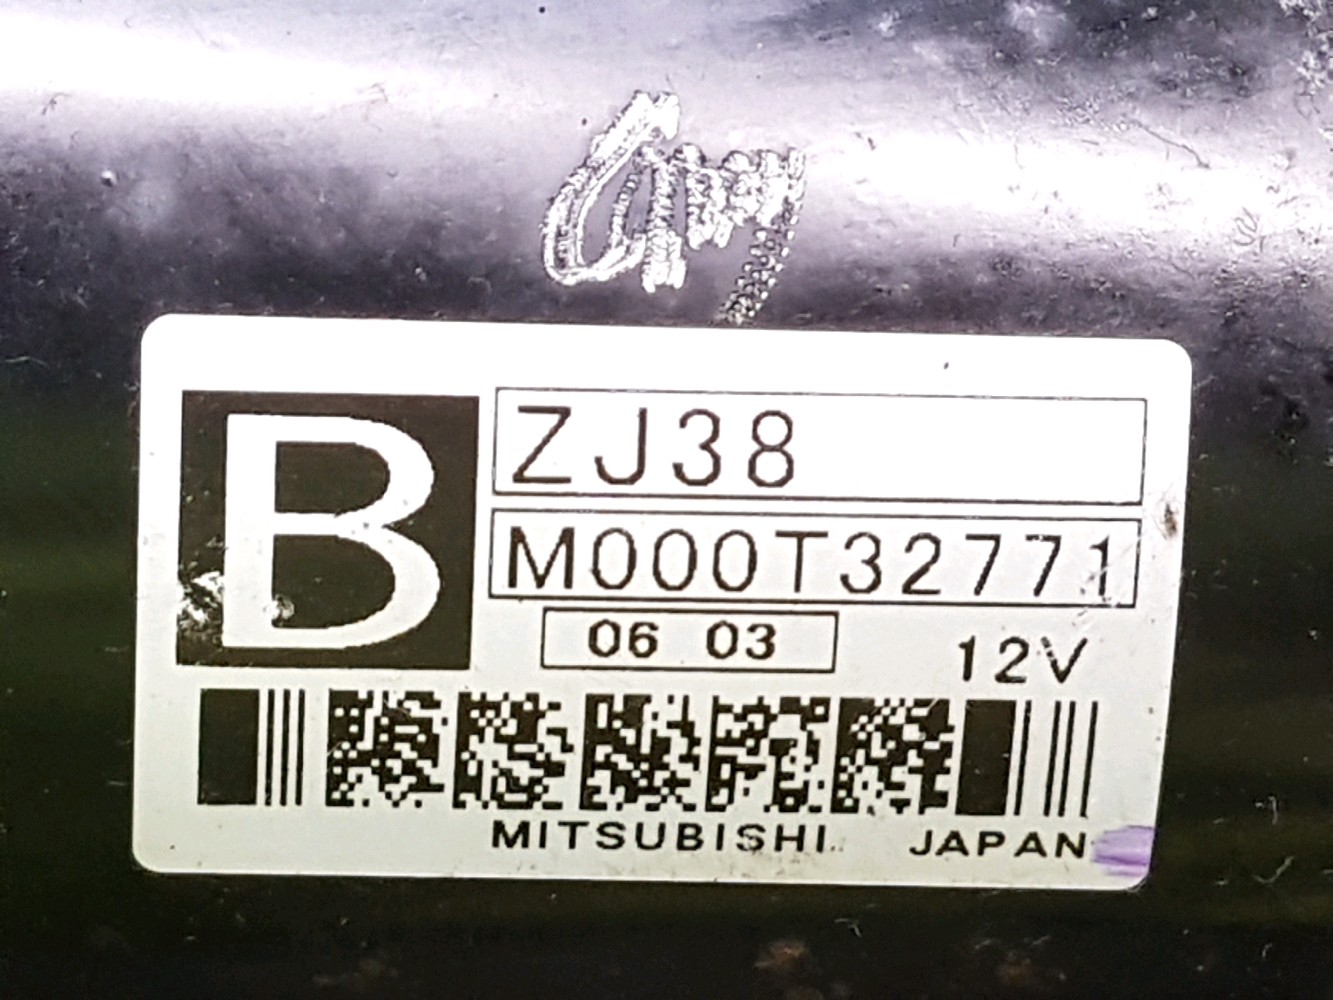 B
ZJ38
M000T32771
06 03
12V
MITSUBISHI JAPAN